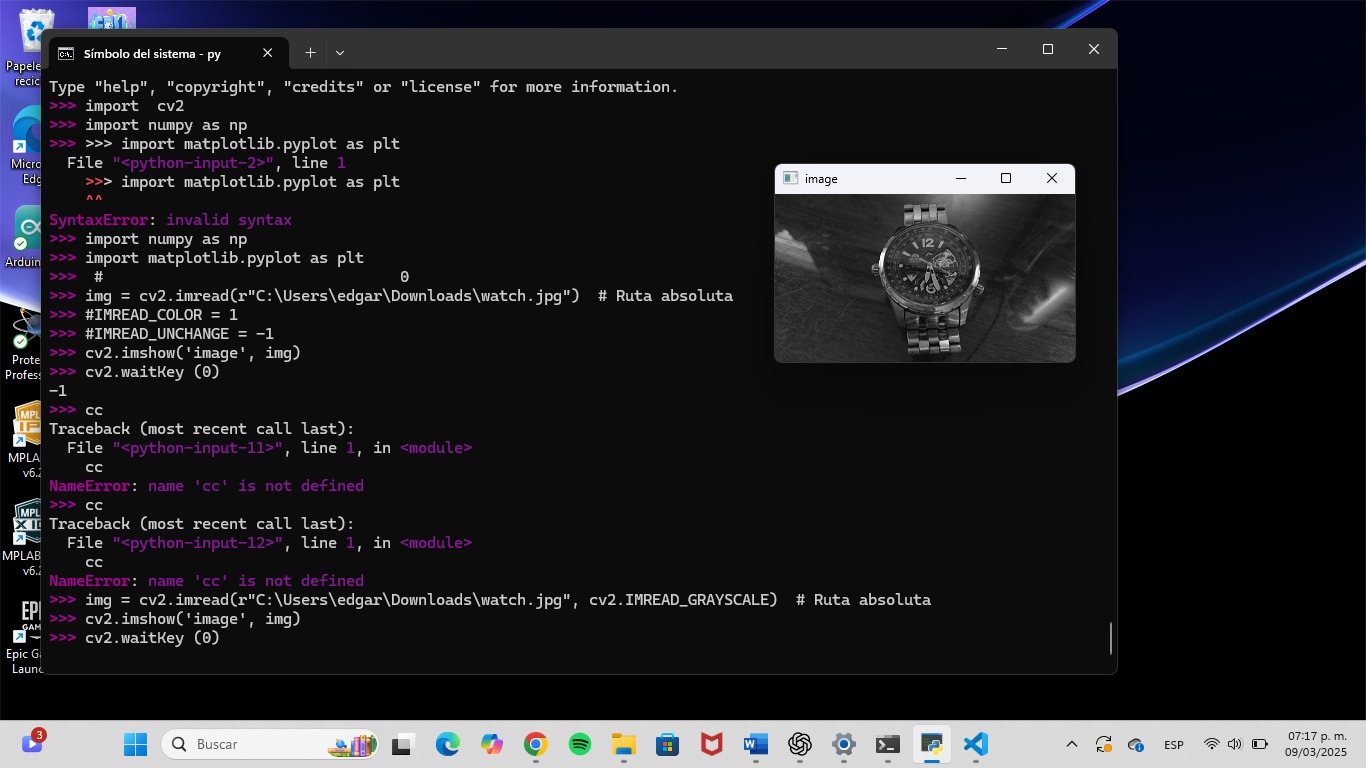 Símbolo del sistema - py
Type "help", "copyright", "credits" or "license" for more information.
>>> import  cv2
>>> import numpy as np
>>> >>> import matplotlib.pyplot as plt
  File "<python-input-2>", line 1
    >>> import matplotlib.pyplot as plt
    ^^
SyntaxError: invalid syntax
>>> import numpy as np
>>> import matplotlib.pyplot as plt
>>>  #                                 0
>>> img = cv2.imread(r"C:\Users\edgar\Downloads\watch.jpg")  # Ruta absoluta
>>> #IMREAD_COLOR = 1
>>> #IMREAD_UNCHANGE = -1
>>> cv2.imshow('image', img)
>>> cv2.waitKey (0)
-1
>>> cc
Traceback (most recent call last):
  File "<python-input-11>", line 1, in <module>
    cc
NameError: name 'cc' is not defined
>>> cc
Traceback (most recent call last):
  File "<python-input-12>", line 1, in <module>
    cc
NameError: name 'cc' is not defined
>>> img = cv2.imread(r"C:\Users\edgar\Downloads\watch.jpg", cv2.IMREAD_GRAYSCALE)  # Ruta absoluta
>>> cv2.imshow('image', img)
>>> cv2.waitKey (0)
image
12
6
Papele
recic
Micro
Edg
Arduin
Prote
Profess
MPLA
v6.2
MPLAB
v6.2
EPI
GAM
Epic Ga
Launc
3
Buscar
ESP
07:17 p. m.
09/03/2025